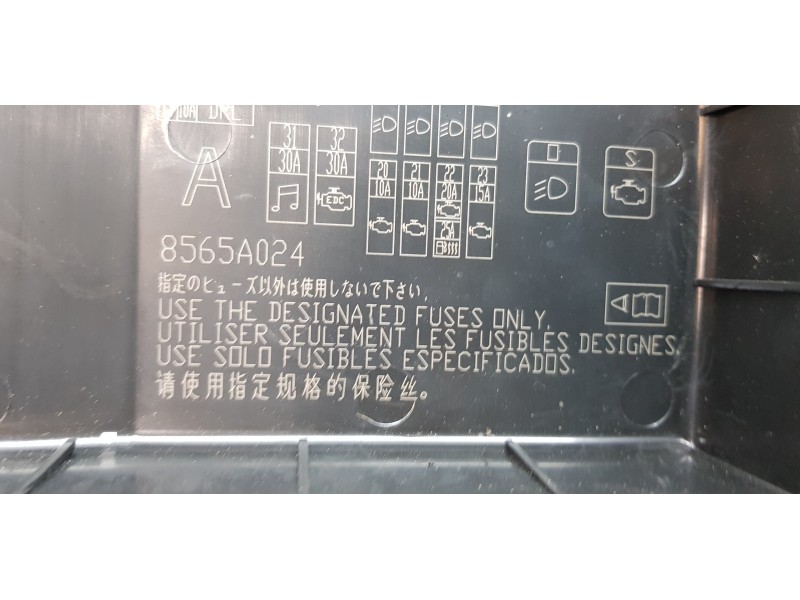 10A
31 32
30A 30A
EDC
20 21 22 23
10A 10A 20A 15A
25A
S
A
8565A024
指定のヒューズ以外は使用しないで下さい。
USE THE DESIGNATED FUSES ONLY.
UTILISER SEULEMENT LES FUSIBLES DESIGNES.
USE SOLO FUSIBLES ESPECIFICADOS.
请使用指定规格的保险丝。